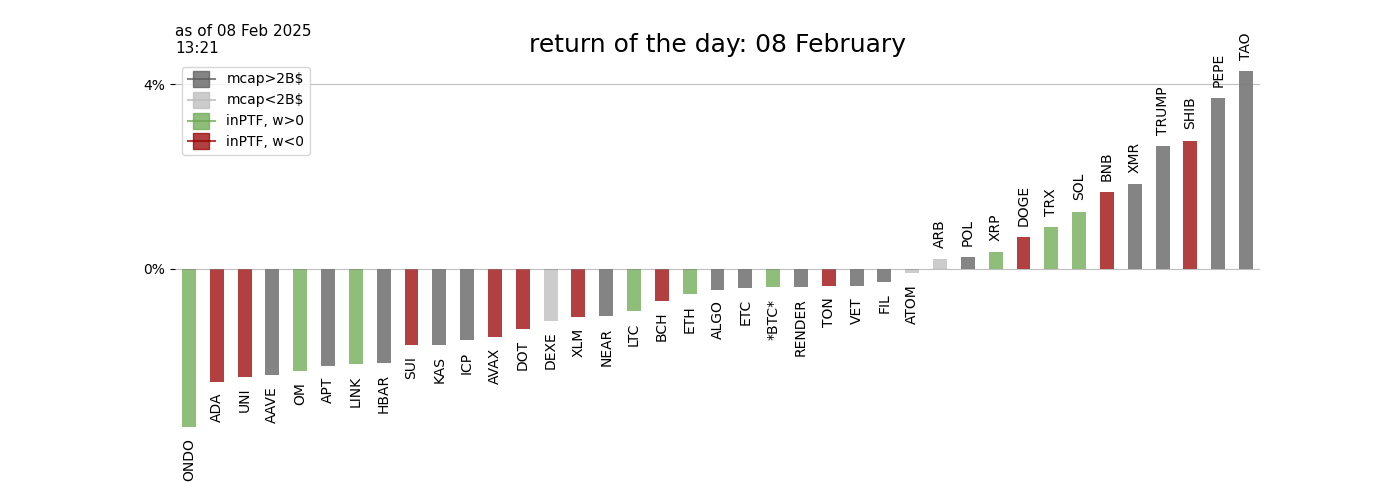 as of 08 Feb 2025
13:21
return of the day: 08 February
4%
0%
mcap>2B$
mcap<2B$
inPTF, w>0
inPTF, w<0
ONDO
ADA
UNI
AAVE
OM
APT
LINK
HBAR
SUI
KAS
ICP
AVAX
DOT
DEXE
XLM
NEAR
LTC
BCH
ETH
ALGO
ETC
*BTC*
RENDER
TON
VET
FIL
ATOM
ARB
POL
XRP
DOGE
TRX
SOL
BNB
XMR
TRUMP
SHIB
PEPE
TAO